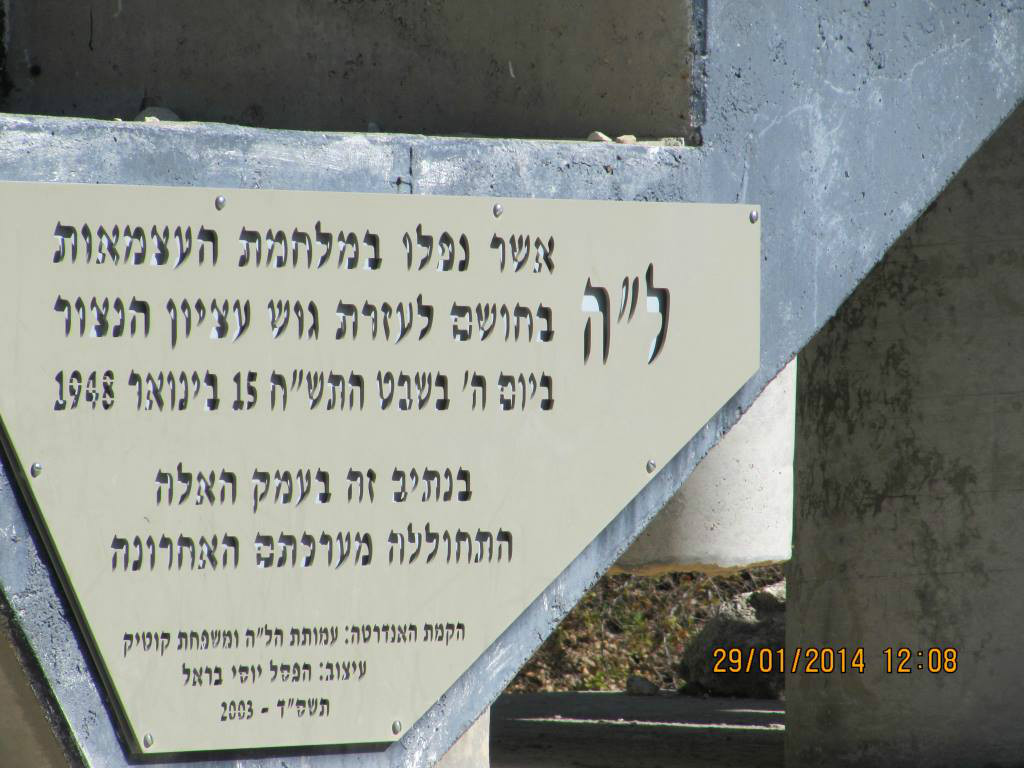 ל״ה
אשר נפלו במלחמת העצמאות
בחושם לעזרת גוש עציון הנצור
ביום ה׳ בשבט התש״ח 15 בינואר 1948
בנתיב זה בעמק האלה
התחוללה מערכתם האחרונה
הקמת האנדרטה: עמותת הל״ה ומשפחת קוטיק
עיצוב: הפסל יוסי בראל
תשס״ד - 2003
29/01/2014 12:08